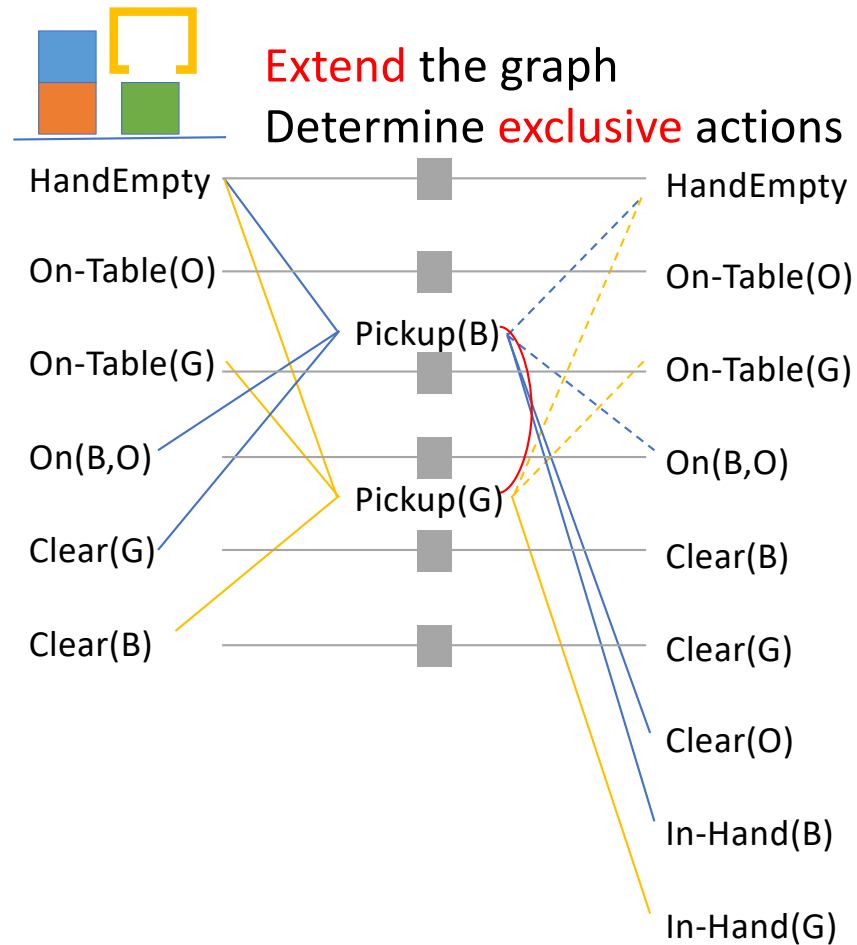 Extend the graph
Determine exclusive actions
HandEmpty
HandEmpty
On-Table(O)
On-Table(O)
Pickup(B)
On-Table(G)
On-Table(G)
On(B,O)
On(B,O)
Pickup(G)
Clear(G)
Clear(B)
Clear(B)
Clear(G)
Clear(O)
In-Hand(B)
In-Hand(G)